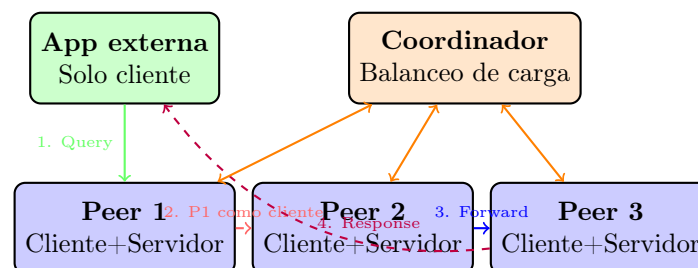 App externa
Solo cliente
Coordinador
Balanceo de carga
1. Query
Peer 1
Cliente+Servidor
2. P1 como cliente
Peer 2
Cliente+Servidor
4. Response
3. Forward
Peer 3
Cliente+Servidor